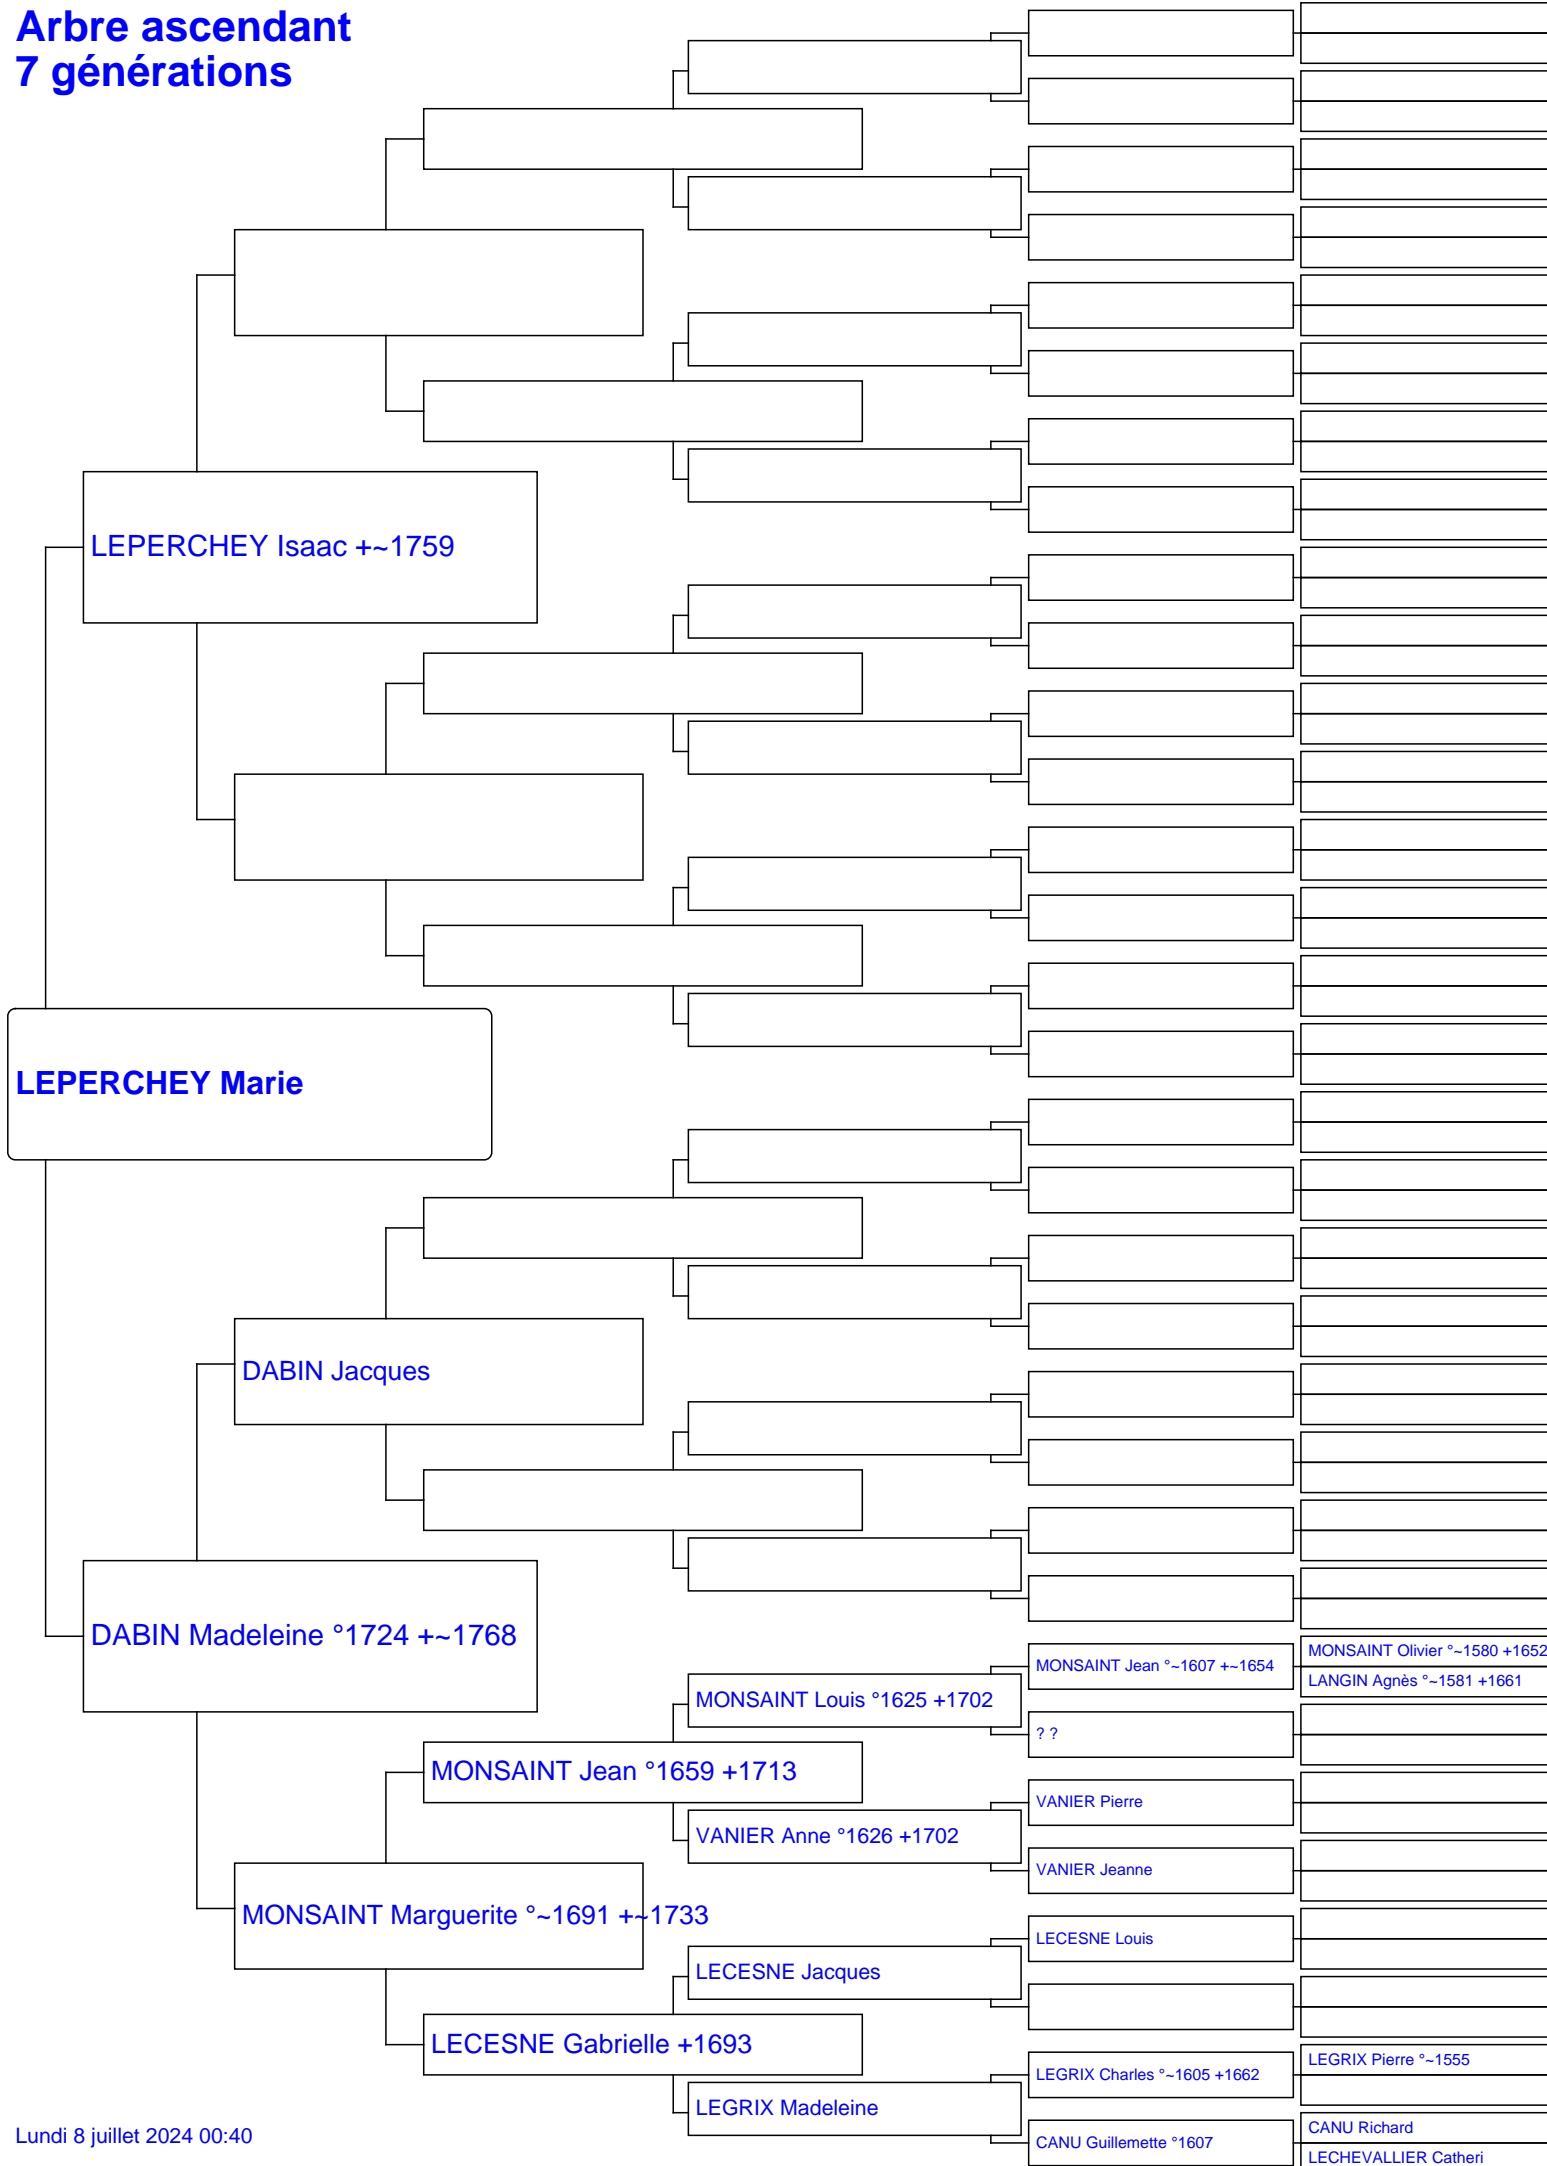 Arbre ascendant
7 générations
LEPERCHEY Isaac +~1759
LEPERCHEY Marie
DABIN Jacques
DABIN Madeleine °1724 +~1768
MONSAINT Olivier °~1580 +1652
MONSAINT Jean °~1607 +~1654
LANGIN Agnès °~1581 +1661
MONSAINT Louis °1625 +1702
? ?
MONSAINT Jean °1659 +1713
VANIER Pierre
VANIER Anne °1626 +1702
VANIER Jeanne
MONSAINT Marguerite °~1691 +~1733
LECESNE Louis
LECESNE Jacques
LECESNE Gabrielle +1693
LEGRIX Pierre °~1555
LEGRIX Charles °~1605 +1662
LEGRIX Madeleine
CANU Richard
CANU Guillemette °1607
LECHEVALLIER Catheri
Lundi 8 juillet 2024 00:40